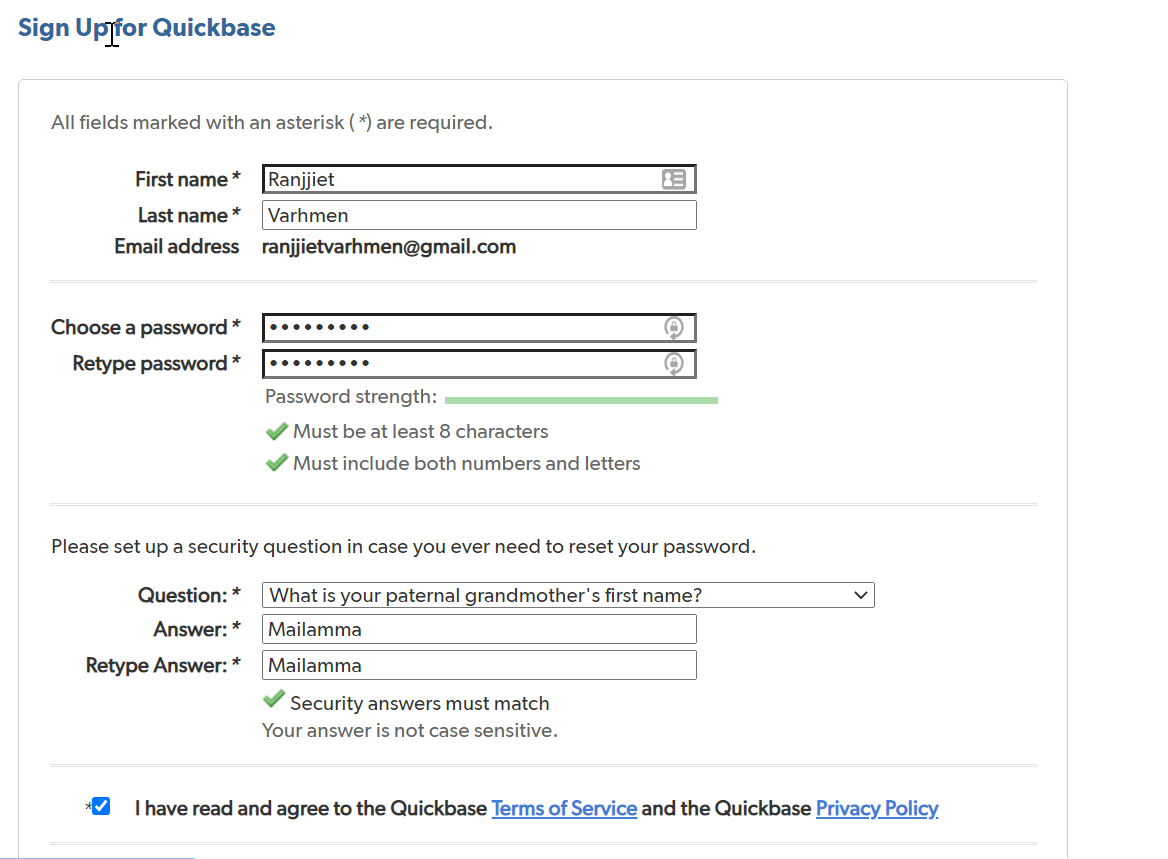 Sign Up for Quickbase
All fields marked with an asterisk ( *) are required.
First name * Ranjjiet
Last name * Varhmen
Email address ranjjietvarhmen@gmail.com
Choose a password * •••••••••
Retype password * •••••••••
Password strength:
Must be at least 8 characters
Must include both numbers and letters
Please set up a security question in case you ever need to reset your password.
Question: * What is your paternal grandmother's first name?
Answer: * Mailamma
Retype Answer: * Mailamma
Security answers must match
Your answer is not case sensitive.
* I have read and agree to the Quickbase Terms of Service and the Quickbase Privacy Policy